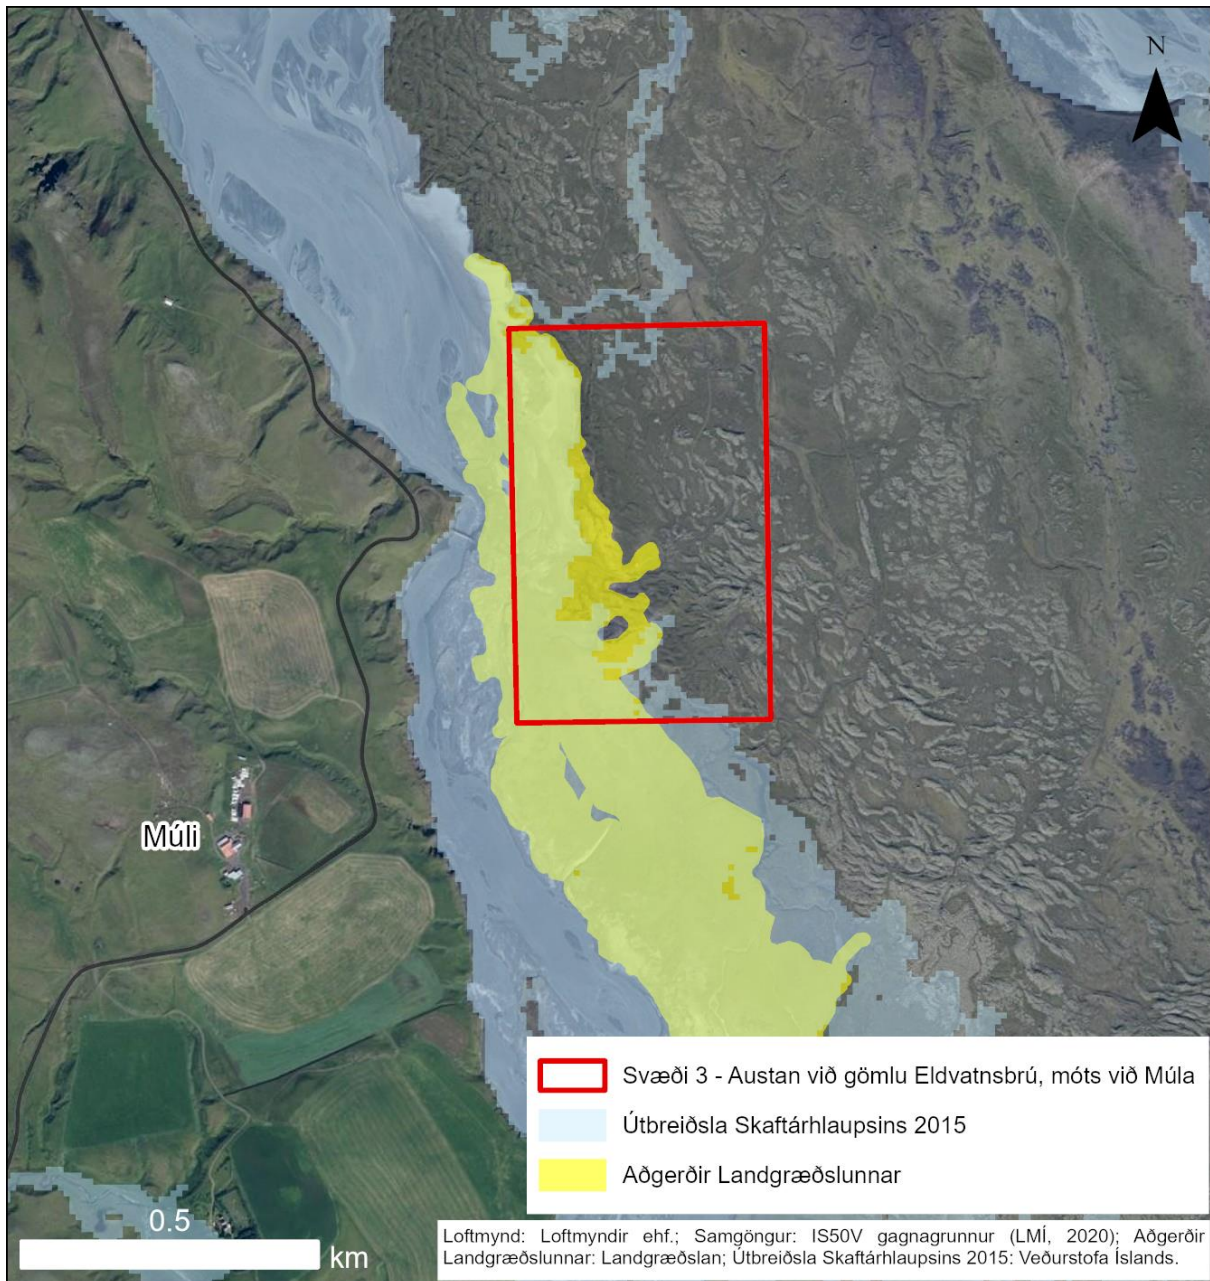 N
Múli
Svæði 3 - Austan við gömlu Eldvatnsbrú, móts við Múla
Útbreiðsla Skaftárhlaupsins 2015
Aðgerðir Landgræðslunnar
0.5
km
Loftmynd: Loftmyndir ehf.; Samgöngur: IS50V gagnagrunnur (LMÍ, 2020); Aðgerðir
Landgræðslunnar: Landgræðslan; Útbreiðsla Skaftárhlaupsins 2015: Veðurstofa Íslands.